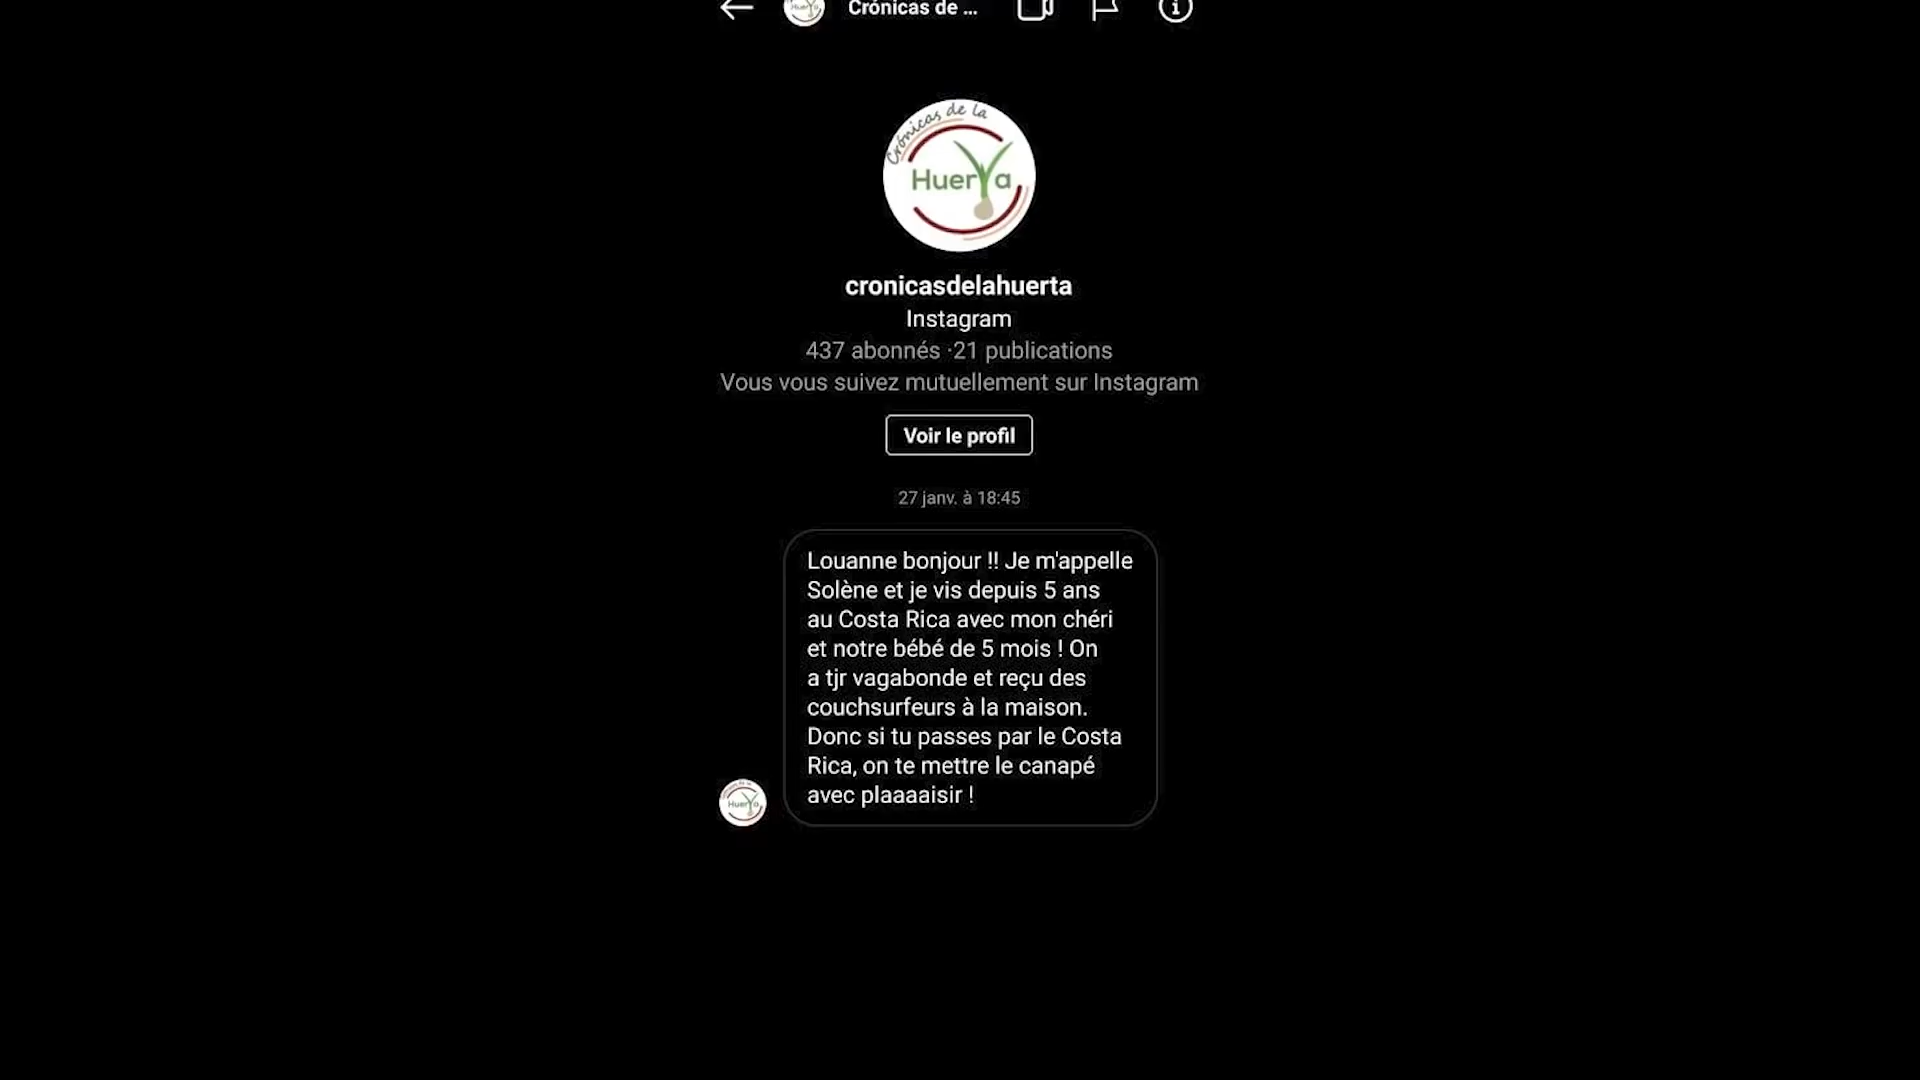 Crónicas de ...
Crónicas de la
Huerta
cronicasdelahuerta
Instagram
437 abonnés ·21 publications
Vous vous suivez mutuellement sur Instagram
Voir le profil
27 janv. à 18:45
Louanne bonjour !! Je m'appelle
Solène et je vis depuis 5 ans
au Costa Rica avec mon chéri
et notre bébé de 5 mois ! On
a tjr vagabonde et reçu des
couchsurfeurs à la maison.
Donc si tu passes par le Costa
Rica, on te mettre le canapé
avec plaaaaisir !